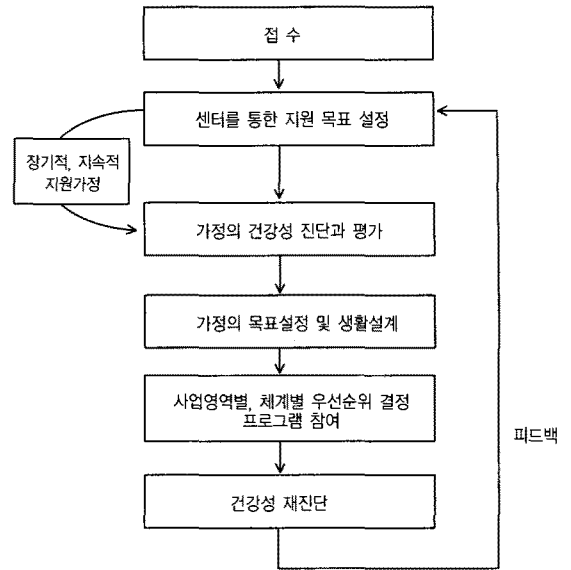 접 수
센터를 통한 지원 목표 설정
장기적, 지속적
지원가정
가정의 건강성 진단과 평가
가정의 목표설정 및 생활설계
사업영역별, 체계별 우선순위 결정
프로그램 참여
피드백
건강성 재진단